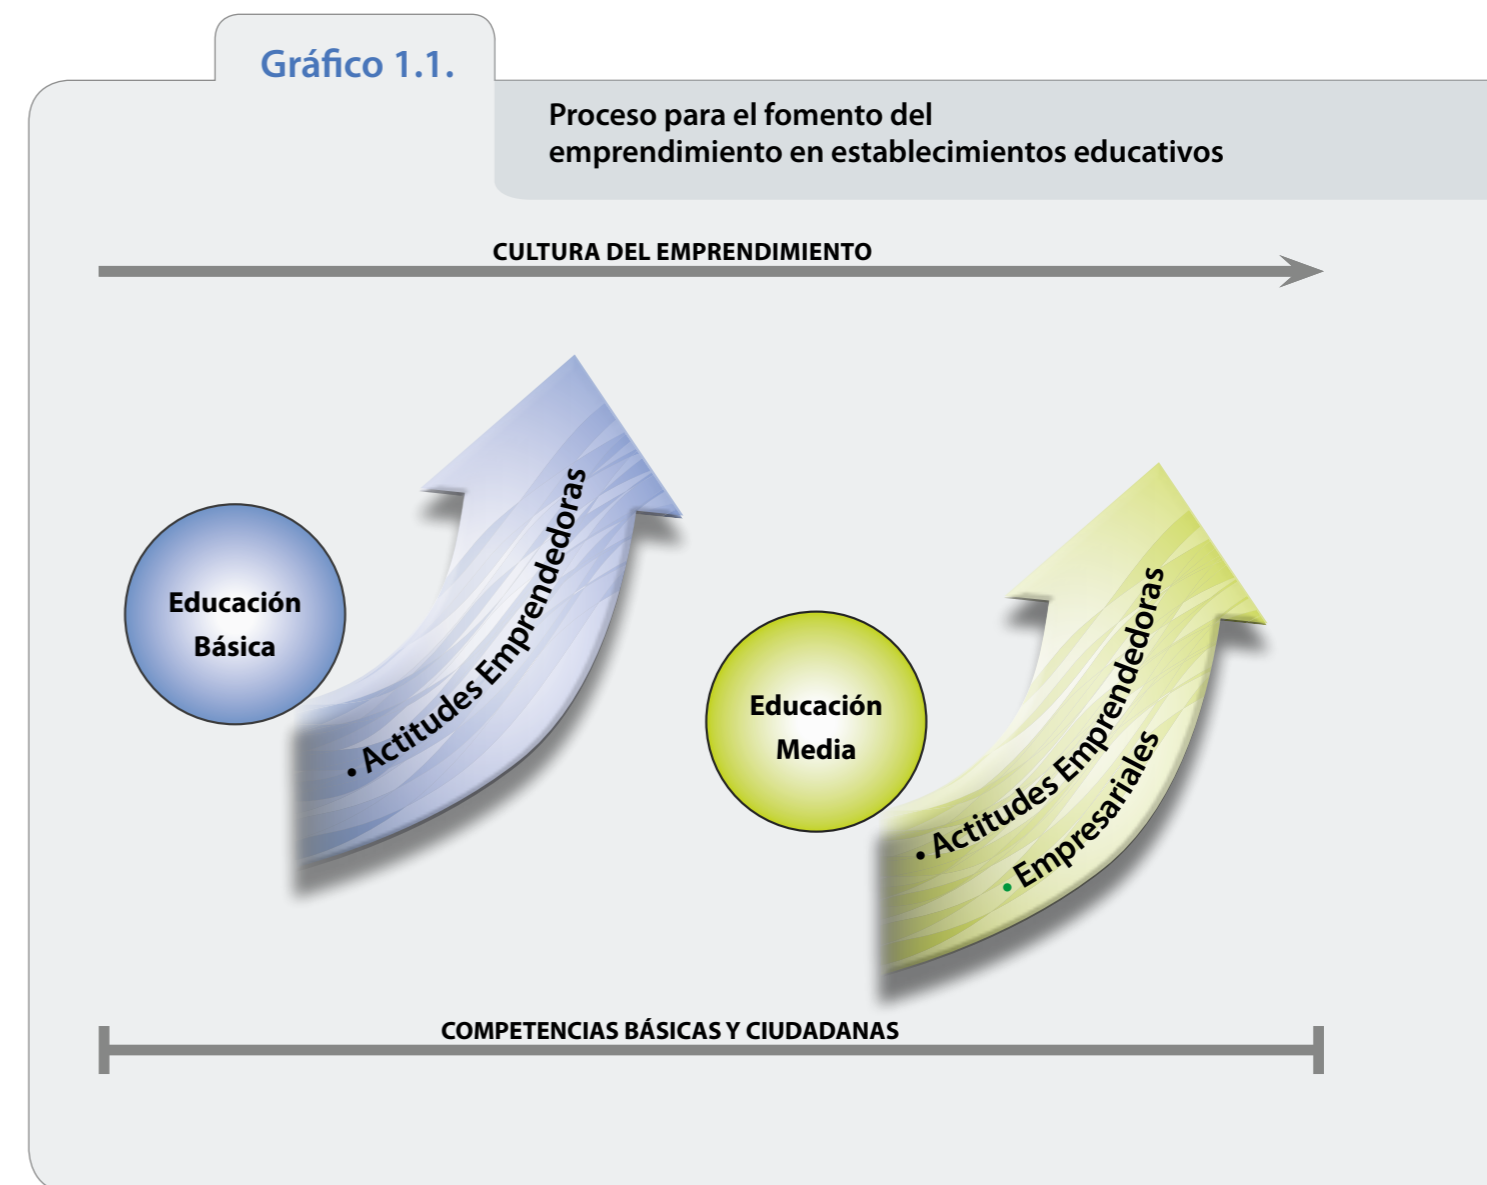 Gráfico 1.1.
Proceso para el fomento del
emprendimiento en establecimientos educativos
CULTURA DEL EMPRENDIMIENTO
Educación
Básica
• Actitudes Emprendedoras
Educación
Media
• Actitudes Emprendedoras
• Empresariales
COMPETENCIAS BÁSICAS Y CIUDADANAS